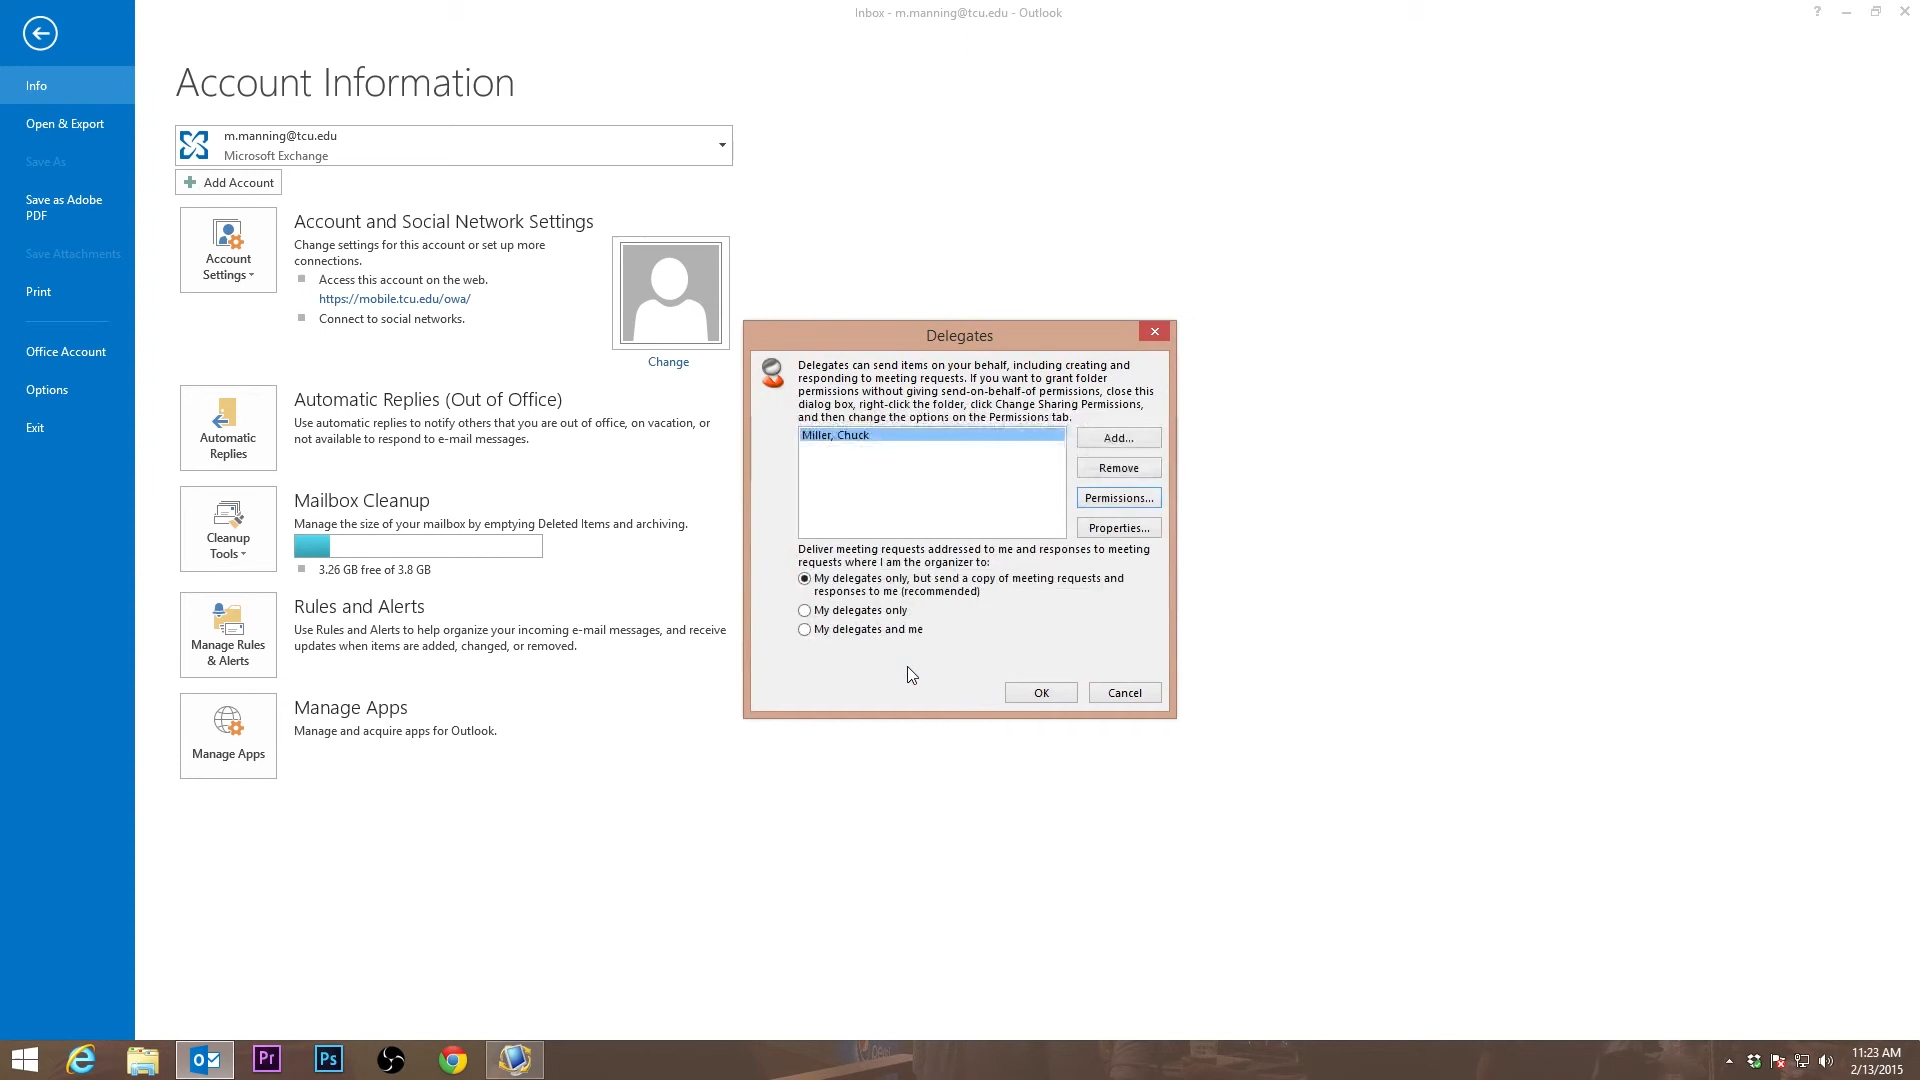 Inbox - m.manning@tcu.edu - Outlook
?
Info
Open & Export
Save As
Save as Adobe
PDF
Save Attachments
Print
Office Account
Options
Exit
Account Information
m.manning@tcu.edu
Microsoft Exchange
Add Account
Account
Settings
Account and Social Network Settings
Change settings for this account or set up more
connections.
Access this account on the web.
https://mobile.tcu.edu/owa/
Connect to social networks.
Change
Automatic
Replies
Automatic Replies (Out of Office)
Use automatic replies to notify others that you are out of office, on vacation, or
not available to respond to e-mail messages.
Cleanup
Tools
Mailbox Cleanup
Manage the size of your mailbox by emptying Deleted Items and archiving.
3.26 GB free of 3.8 GB
Manage Rules
& Alerts
Rules and Alerts
Use Rules and Alerts to help organize your incoming e-mail messages, and receive
updates when items are added, changed, or removed.
Manage Apps
Manage Apps
Manage and acquire apps for Outlook.
Delegates
Delegates can send items on your behalf, including creating and
responding to meeting requests. If you want to grant folder
permissions without giving send-on-behalf-of permissions, close this
dialog box, right-click the folder, click Change Sharing Permissions,
and then change the options on the Permissions tab.
Miller, Chuck
Add...
Remove
Permissions...
Properties...
Deliver meeting requests addressed to me and responses to meeting
requests where I am the organizer to:
My delegates only, but send a copy of meeting requests and
responses to me (recommended)
My delegates only
My delegates and me
OK
Cancel
Pr
Ps
11:23 AM
2/13/2015